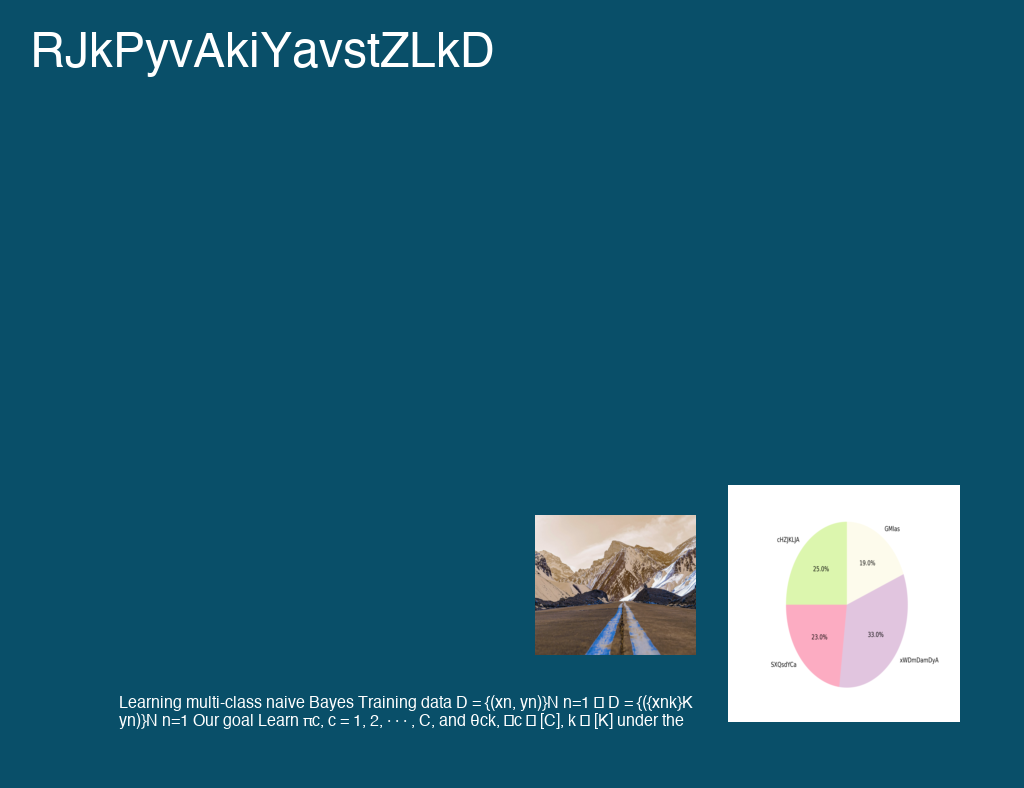 RJkPyvAkiYavstZLkD
GMlas
cHZJKLJA
25.0%
19.0%
23.0%
33.0%
SXQsdYCa
xWDmDamDyA
Learning multi-class naive Bayes Training data D = {(xn, yn)}N n=1 □ D = {({xnk}K
yn)}N n=1 Our goal Learn πc, c = 1, 2, · · · , C, and θck, □c □ [C], k □ [K] under the